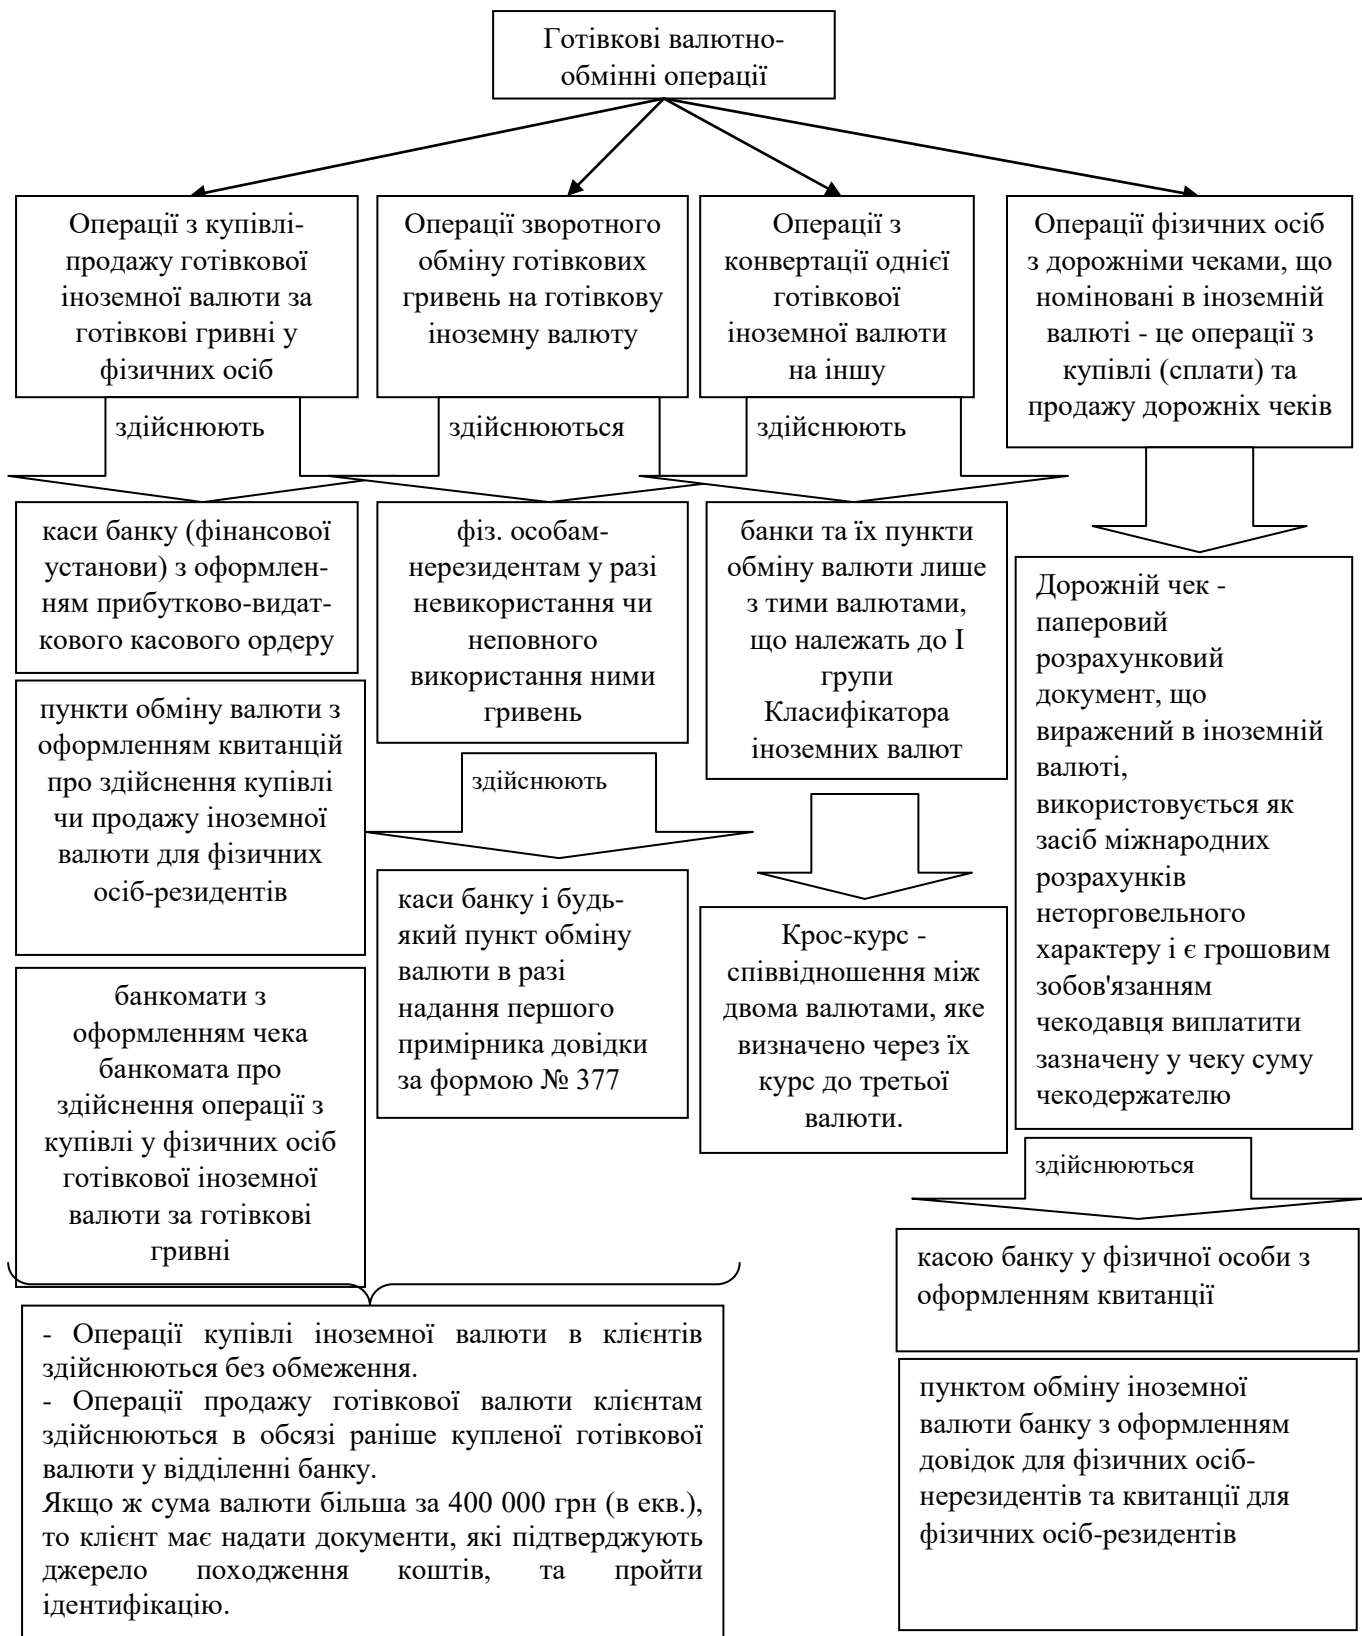 Готівкові валютно-
обмінні операції
Операції з купівлі-
продажу готівкової
іноземної валюти за
готівкові гривні у
фізичних осіб
Операції зворотного
обміну готівкових
гривень на готівкову
іноземну валюту
Операції з
конвертації однієї
готівкової
іноземної валюти
на іншу
Операції фізичних осіб
з дорожніми чеками, що
номіновані в іноземній
валюті - це операції з
купівлі (сплати) та
продажу дорожніх чеків
здійснюють
здійснюються
здійснюють
каси банку (фінансової
установи) з оформлен-
ням прибутково-видат-
кового касового ордеру
пункти обміну валюти з
оформленням квитанцій
про здійснення купівлі
чи продажу іноземної
валюти для фізичних
осіб-резидентів
банкомати з
оформленням чека
банкомата про
здійснення операції з
купівлі у фізичних осіб
готівкової іноземної
валюти за готівкові
гривні
фіз. особам-
нерезидентам у разі
невикористання чи
неповного
використання ними
гривень
здійснюють
каси банку і будь-
який пункт обміну
валюти в разі
надання першого
примірника довідки
за формою № 377
банки та їх пункти
обміну валюти лише
з тими валютами,
що належать до І
групи
Класифікатора
іноземних валют
Крос-курс -
співвідношення між
двома валютами, яке
визначено через їх
курс до третьої
валюти.
Дорожній чек -
паперовий
розрахунковий
документ, що
виражений в іноземній
валюті,
використовується як
засіб міжнародних
розрахунків
неторговельного
характеру і є грошовим
зобов'язанням
чекодавця виплатити
зазначену у чеку суму
чекодержателю
здійснюються
касою банку у фізичної особи з
оформленням квитанції
пунктом обміну іноземної
валюти банку з оформленням
довідок для фізичних осіб-
нерезидентів та квитанції для
фізичних осіб-резидентів
- Операції купівлі іноземної валюти в клієнтів
здійснюються без обмеження.
- Операції продажу готівкової валюти клієнтам
здійснюються в обсязі раніше купленої готівкової
валюти у відділенні банку.
Якщо ж сума валюти більша за 400 000 грн (в екв.),
то клієнт має надати документи, які підтверджують
джерело походження коштів, та пройти
ідентифікацію.